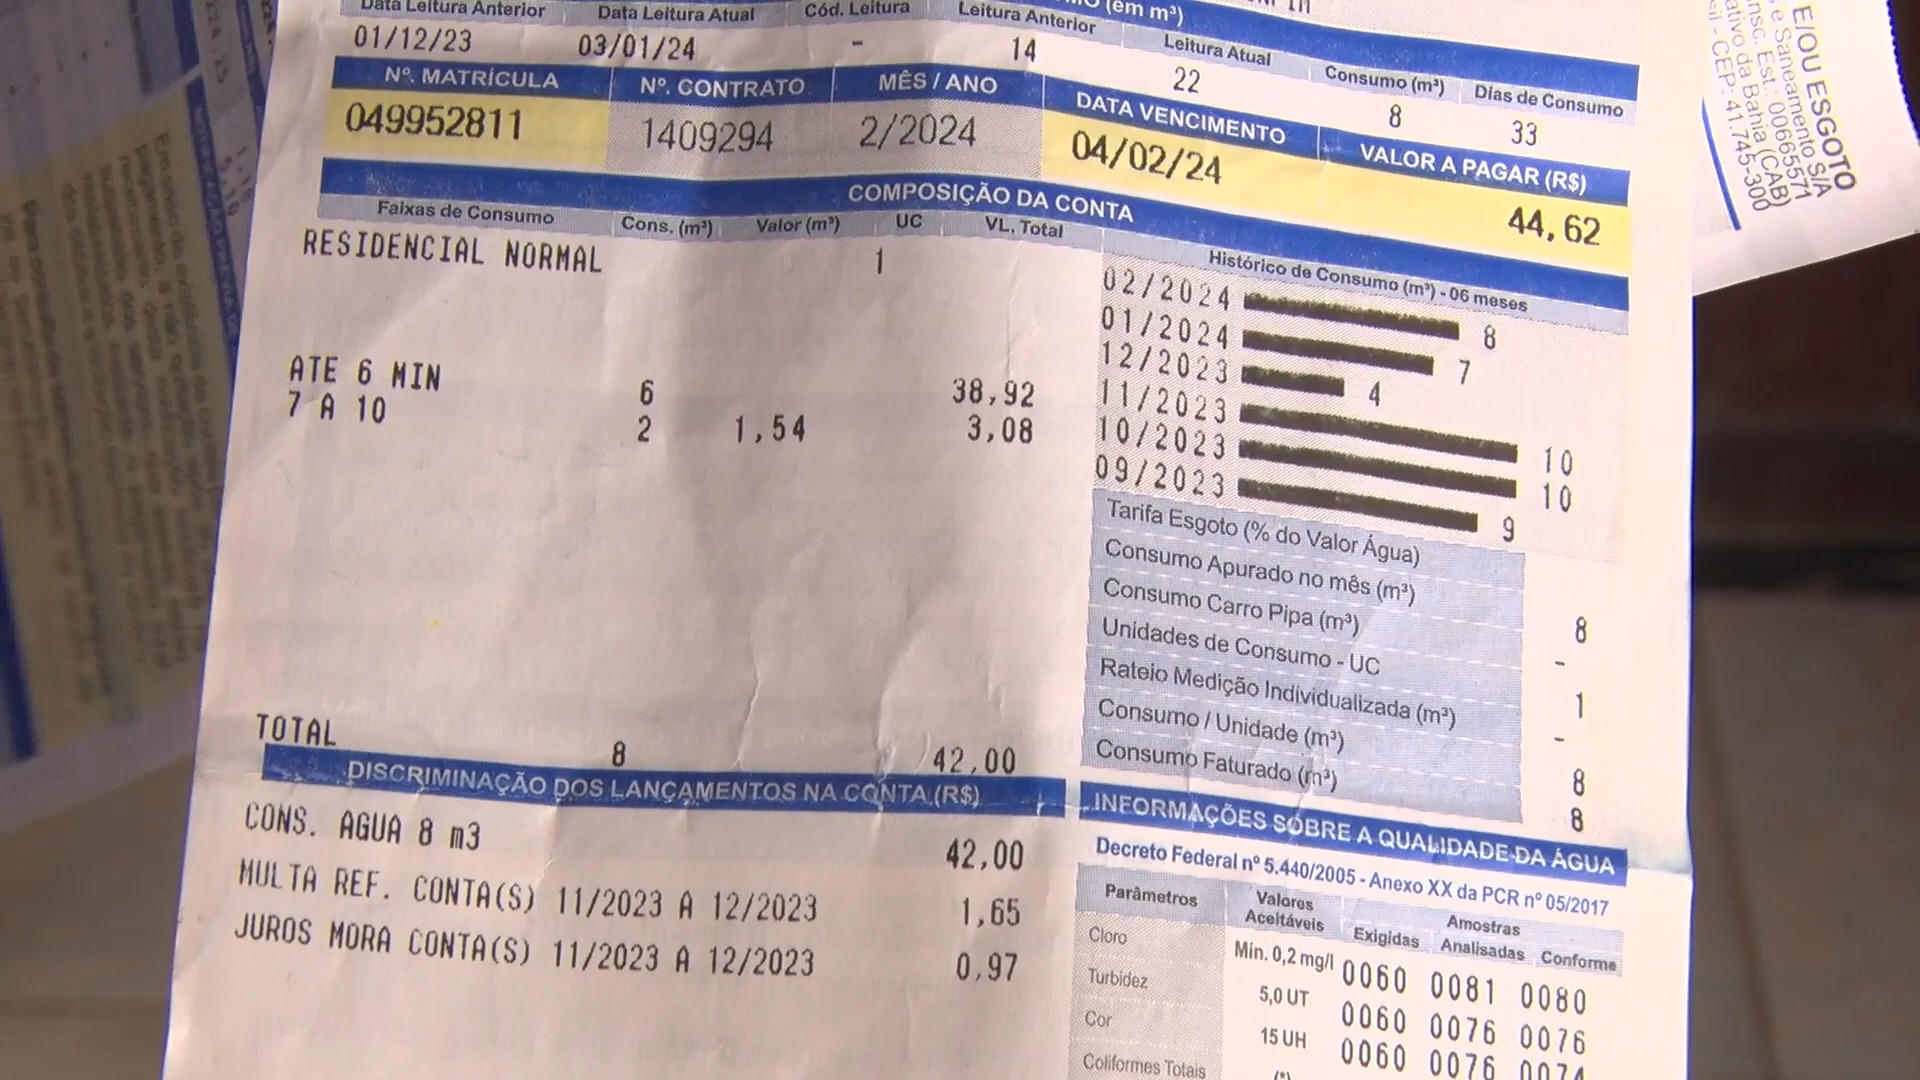 (em m³)
Data Leitura Anterior Data Leitura Atual Cód. Leitura Leitura Anterior Leitura Atual Consumo (m³) Dias de Consumo
01/12/23 03/01/24 - 14 22 8 33
Nº. MATRÍCULA Nº. CONTRATO MÊS / ANO DATA VENCIMENTO VALOR A PAGAR (R$)
049952811 1409294 2/2024 04/02/24 44,62
COMPOSIÇÃO DA CONTA
Faixas de Consumo Cons. (m³) Valor (m³) UC VL. Total
RESIDENCIAL NORMAL 1
ATE 6 MIN 6 38,92
7 A 10 2 1,54 3,08
TOTAL 8 42,00
Histórico de Consumo (m³) - 06 meses
02/2024 8
01/2024 7
12/2023 4
11/2023 10
10/2023 10
09/2023 9
Tarifa Esgoto (% do Valor Água)
Consumo Apurado no mês (m³) 8
Consumo Carro Pipa (m³) -
Unidades de Consumo - UC 1
Rateio Medição Individualizada (m³) -
Consumo / Unidade (m³) 8
Consumo Faturado (m³) 8
DISCRIMINAÇÃO DOS LANÇAMENTOS NA CONTA (R$)
CONS. AGUA 8 m3 42,00
MULTA REF. CONTA(S) 11/2023 A 12/2023 1,65
JUROS MORA CONTA(S) 11/2023 A 12/2023 0,97
INFORMAÇÕES SOBRE A QUALIDADE DA ÁGUA
Decreto Federal nº 5.440/2005 - Anexo XX da PCR nº 05/2017
Parâmetros Valores Aceitáveis Amostras
Exigidas Analisadas Conforme
Cloro Mín. 0,2 mg/l 0060 0081 0080
Turbidez 5,0 UT 0060 0076 0076
Cor 15 UH 0060 0076 0074
Coliformes Totais (*)
E/OU ESGOTO
e Saneamento S/A
nsc. Est.: 00665571
ativo da Bahia (CAB)
sil - CEP: 41.745-300